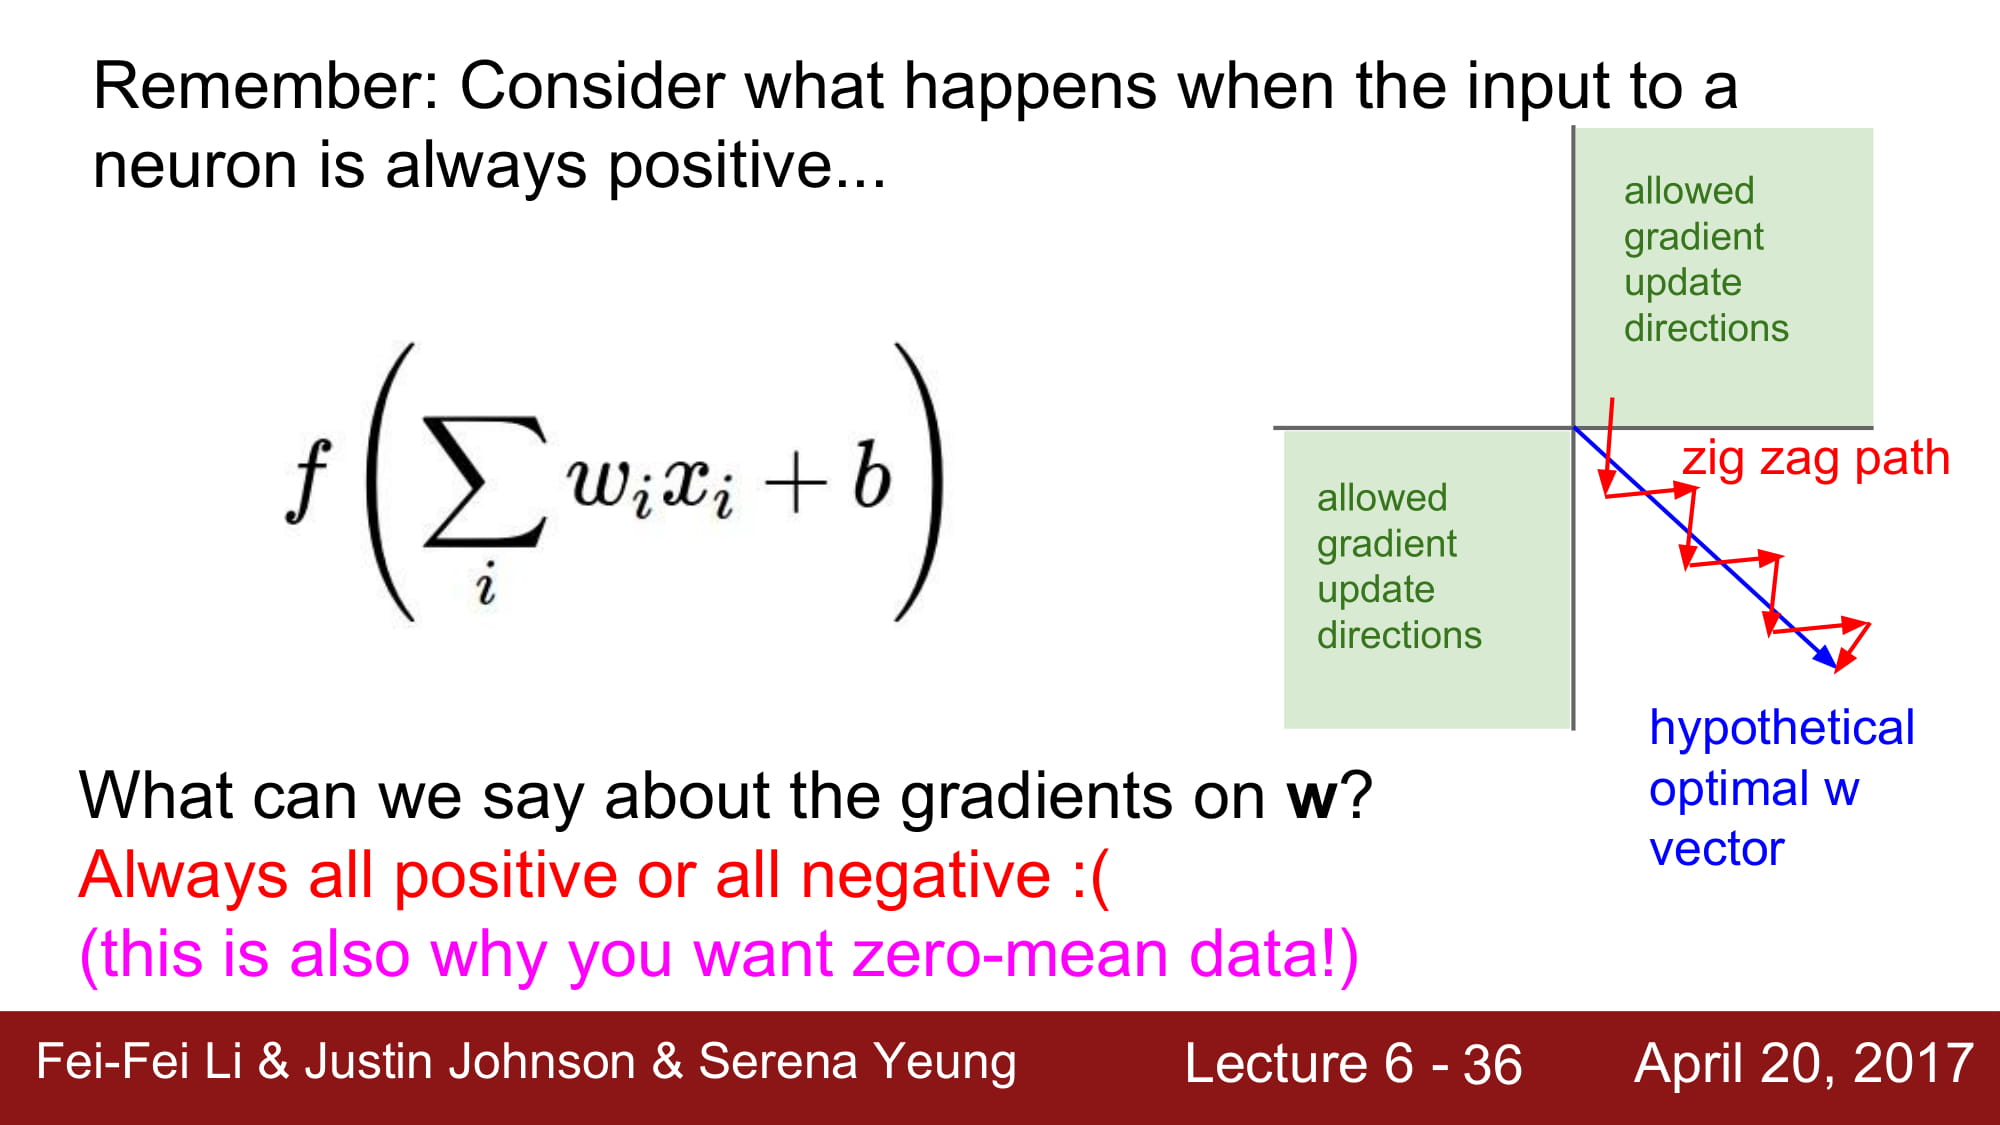 Remember: Consider what happens when the input to a
neuron is always positive...
allowed
gradient
update
directions
f(∑_i w_i x_i + b)
zig zag path
allowed
gradient
update
directions
hypothetical
optimal w
vector
What can we say about the gradients on w?
Always all positive or all negative :(
(this is also why you want zero-mean data!)
Fei-Fei Li & Justin Johnson & Serena Yeung
Lecture 6 - 36
April 20, 2017